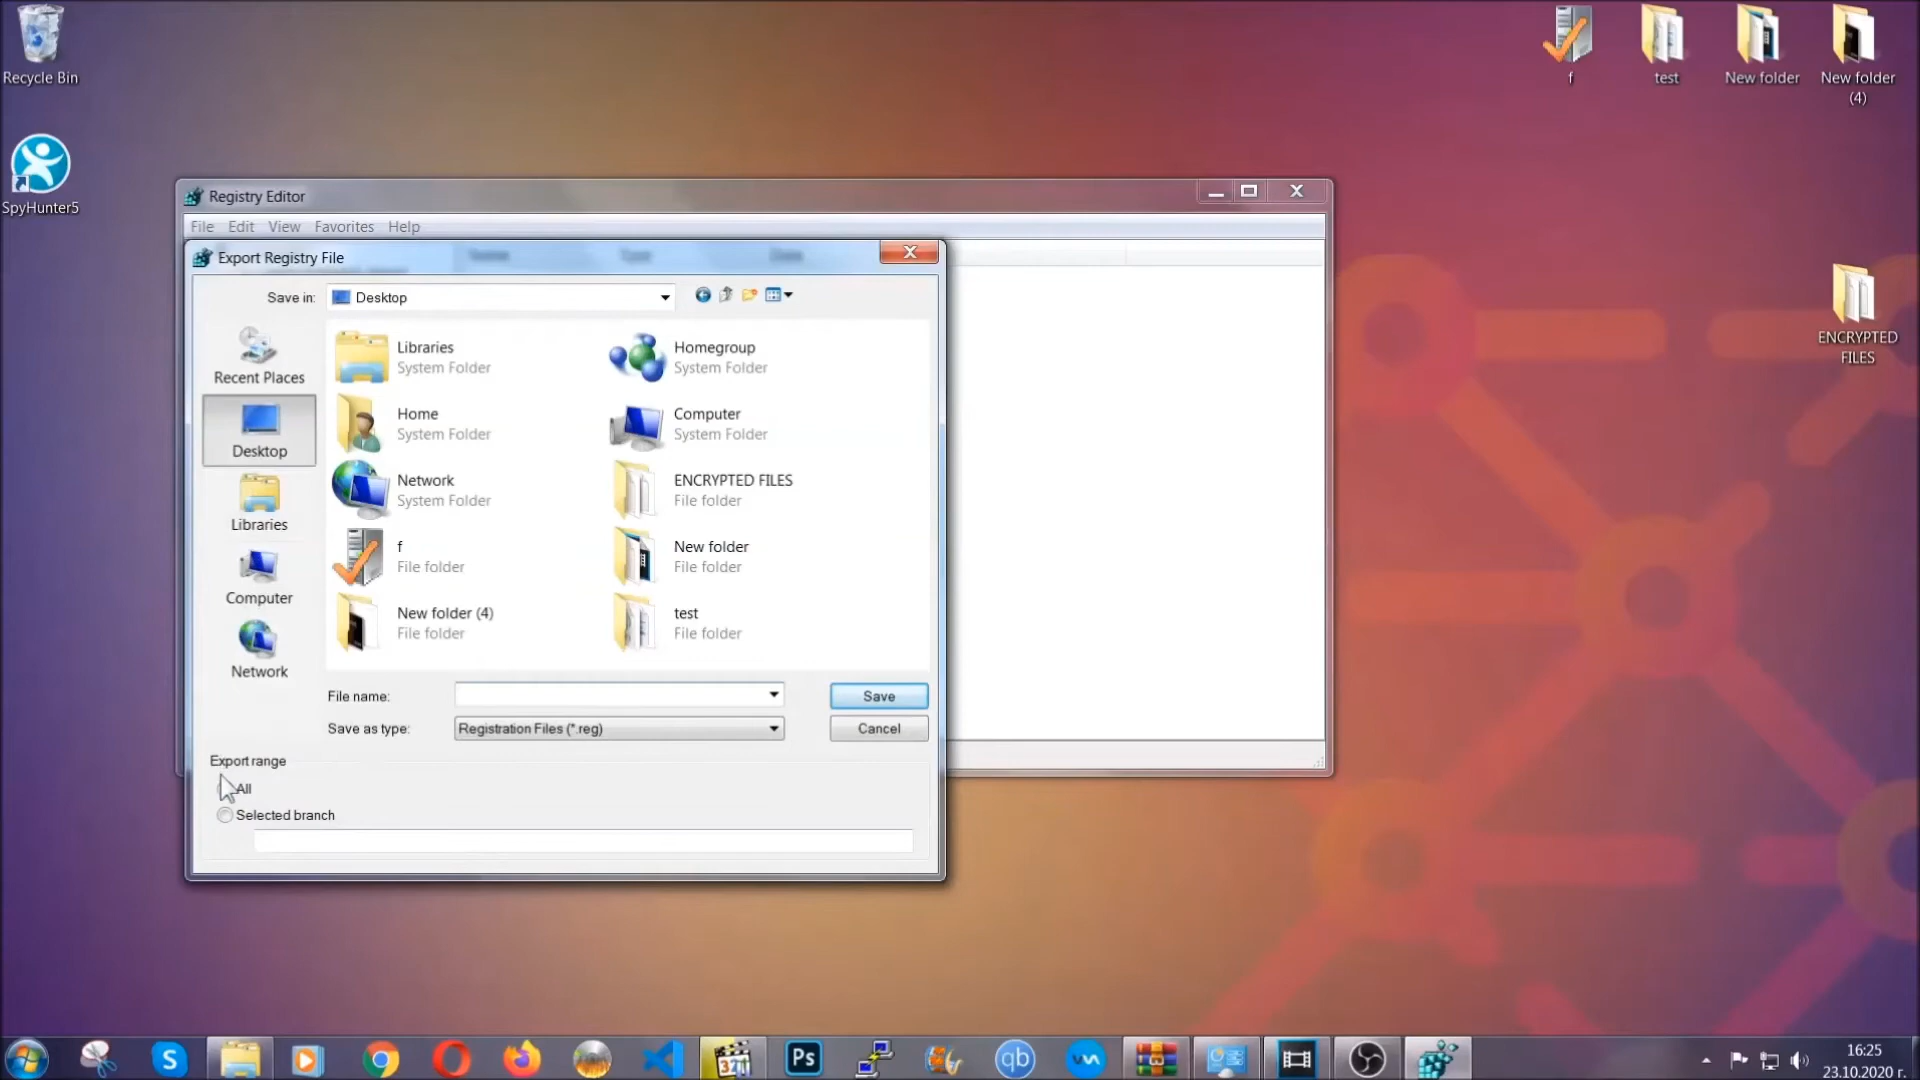 Recycle Bin
SpyHunter5
f
test
New folder
New folder
(4)
ENCRYPTED
FILES
Registry Editor
File Edit View Favorites Help
Export Registry File
Save in:
Desktop
Recent Places
Desktop
Libraries
Computer
Network
Libraries
System Folder
Homegroup
System Folder
Home
System Folder
Computer
System Folder
Network
System Folder
ENCRYPTED FILES
File folder
f
File folder
New folder
File folder
New folder (4)
File folder
test
File folder
File name:
Save
Save as type:
Registration Files (*.reg)
Cancel
Export range
All
Selected branch
S
Ps
qb
321
16:25
23.10.2020 г.